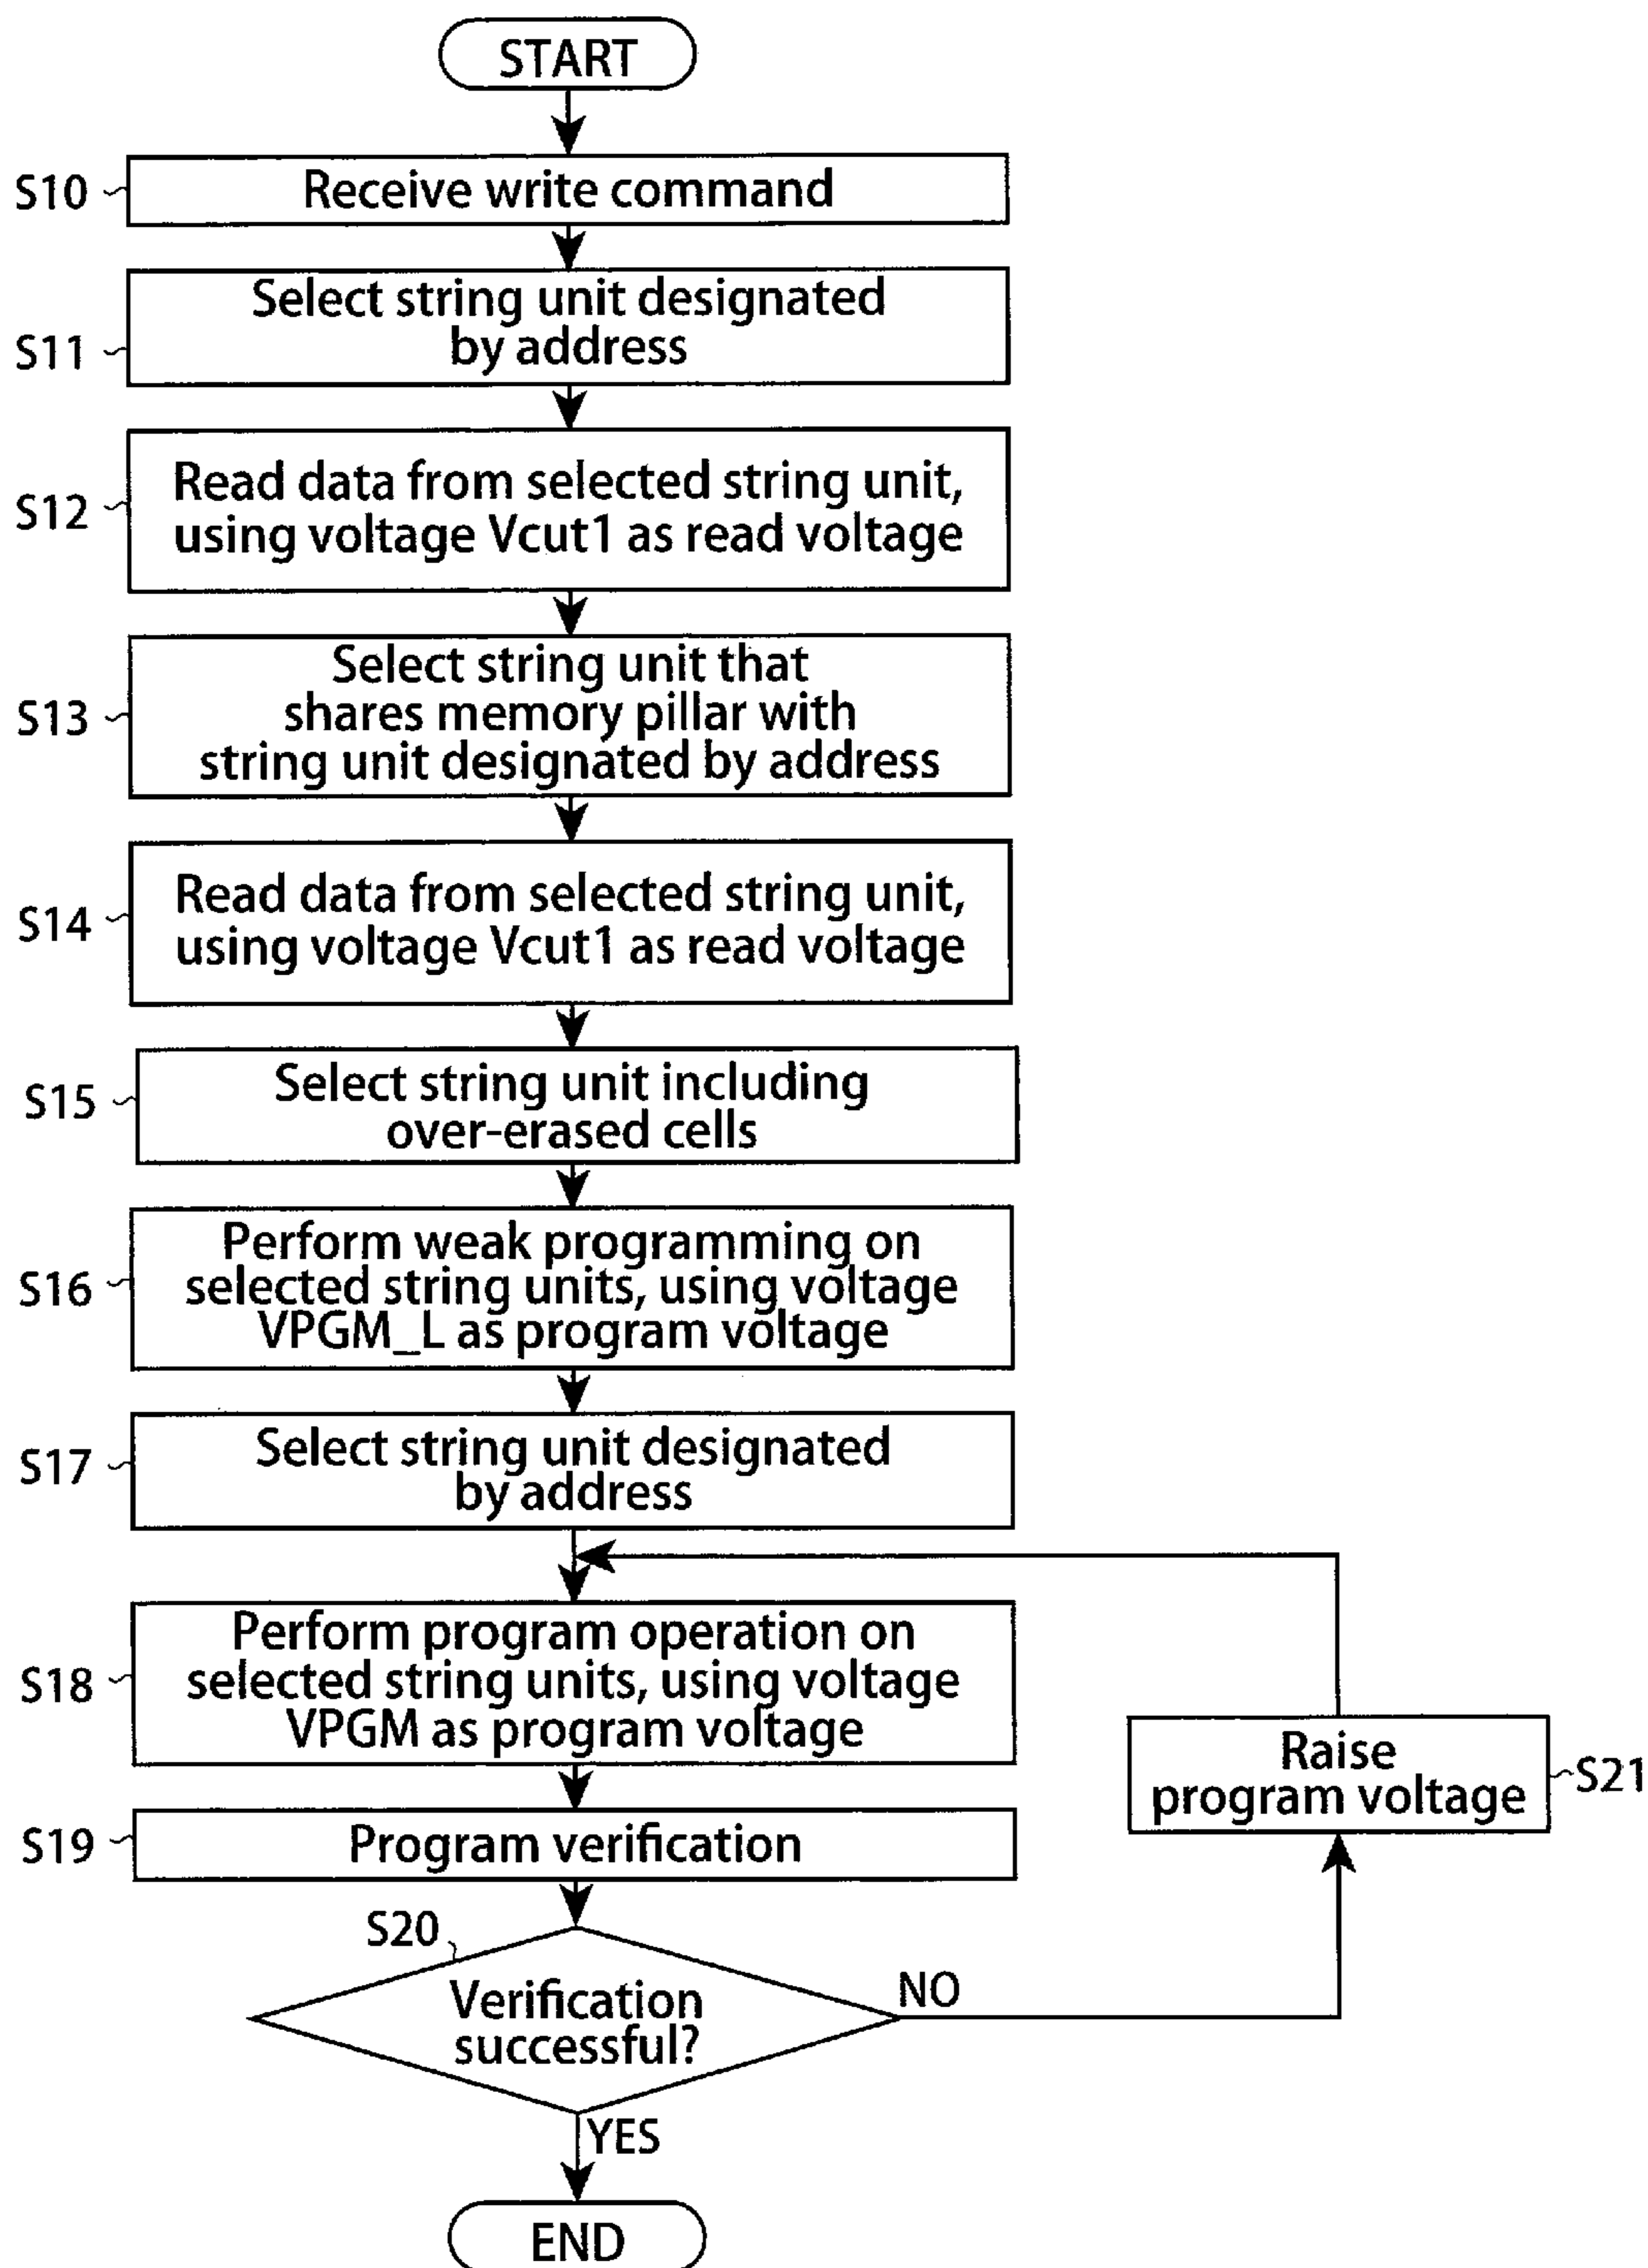 START
S10
Receive write command
S11
Select string unit designated
by address
S12
Read data from selected string unit,
using voltage Vcut1 as read voltage
S13
Select string unit that
shares memory pillar with
string unit designated by address
S14
Read data from selected string unit,
using voltage Vcut1 as read voltage
S15
Select string unit including
over-erased cells
S16
Perform weak programming on
selected string units, using voltage
VPGM_L as program voltage
S17
Select string unit designated
by address
S18
Perform program operation on
selected string units, using voltage
VPGM as program voltage
Raise
program voltage
S21
S19
Program verification
S20
Verification
successful?
NO
YES
END